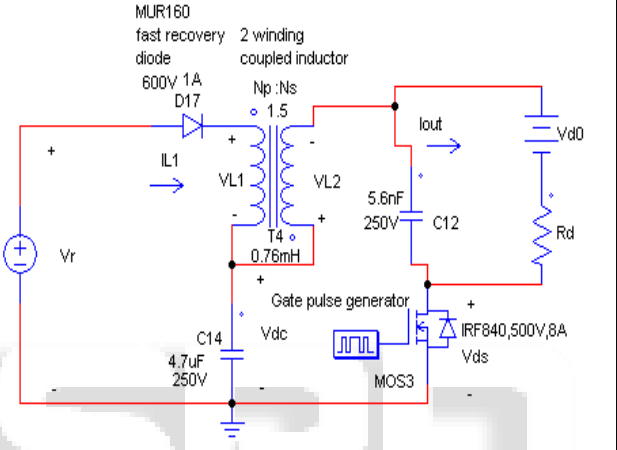 MUR160
fast recovery 2 winding
diode coupled inductor
600V 1A
D17
Np :Ns
1.5
+
+
-
Iout
Vd0
IL1
VL1
VL2
5.6nF
250V
C12
-
+
T4
0.76mH
Rd
+
-
Vr
+
Gate pulse generator
+
IRF840,500V,8A
C14
Vdc
4.7uF
250V
Vds
MOS3
-
-
-